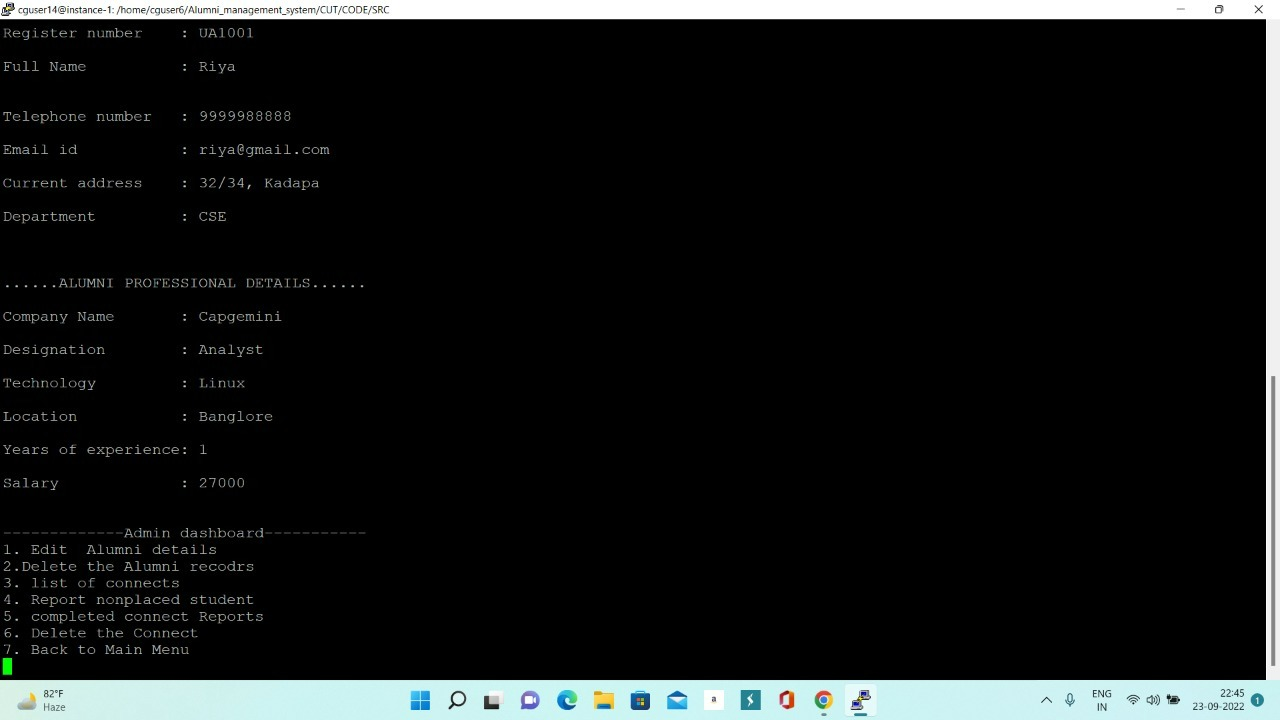 cguser14@instance-1: /home/cguser6/Alumni_management_system/CUT/CODE/SRC
Register number : UA1001
Full Name : Riya
Telephone number : 9999988888
Email id : riya@gmail.com
Current address : 32/34, Kadapa
Department : CSE
......ALUMNI PROFESSIONAL DETAILS......
Company Name : Capgemini
Designation : Analyst
Technology : Linux
Location : Banglore
Years of experience: 1
Salary : 27000
-------------Admin dashboard-----------
1. Edit  Alumni details
2.Delete the Alumni recodrs
3. list of connects
4. Report nonplaced student
5. completed connect Reports
6. Delete the Connect
7. Back to Main Menu
82°F
Haze
a
ENG
IN
22:45
23-09-2022
1